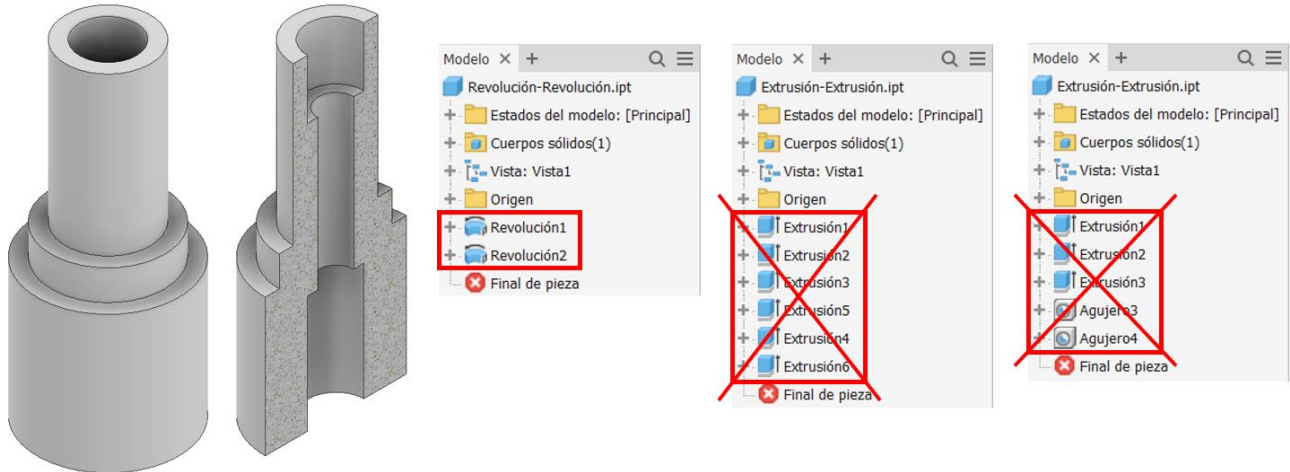 Modelo × +
Revolución-Revolución.ipt
Estados del modelo: [Principal]
Cuerpos sólidos(1)
Vista: Vista1
Origen
Revolución1
Revolución2
Final de pieza
Modelo × +
Extrusión-Extrusión.ipt
Estados del modelo: [Principal]
Cuerpos sólidos(1)
Vista: Vista1
Origen
Extrusión1
Extrusión2
Extrusión3
Extrusión5
Extrusión4
Extrusión6
Final de pieza
Modelo × +
Extrusión-Extrusión.ipt
Estados del modelo: [Principal]
Cuerpos sólidos(1)
Vista: Vista1
Origen
Extrusión1
Extrusión2
Extrusión3
Agujero3
Agujero4
Final de pieza